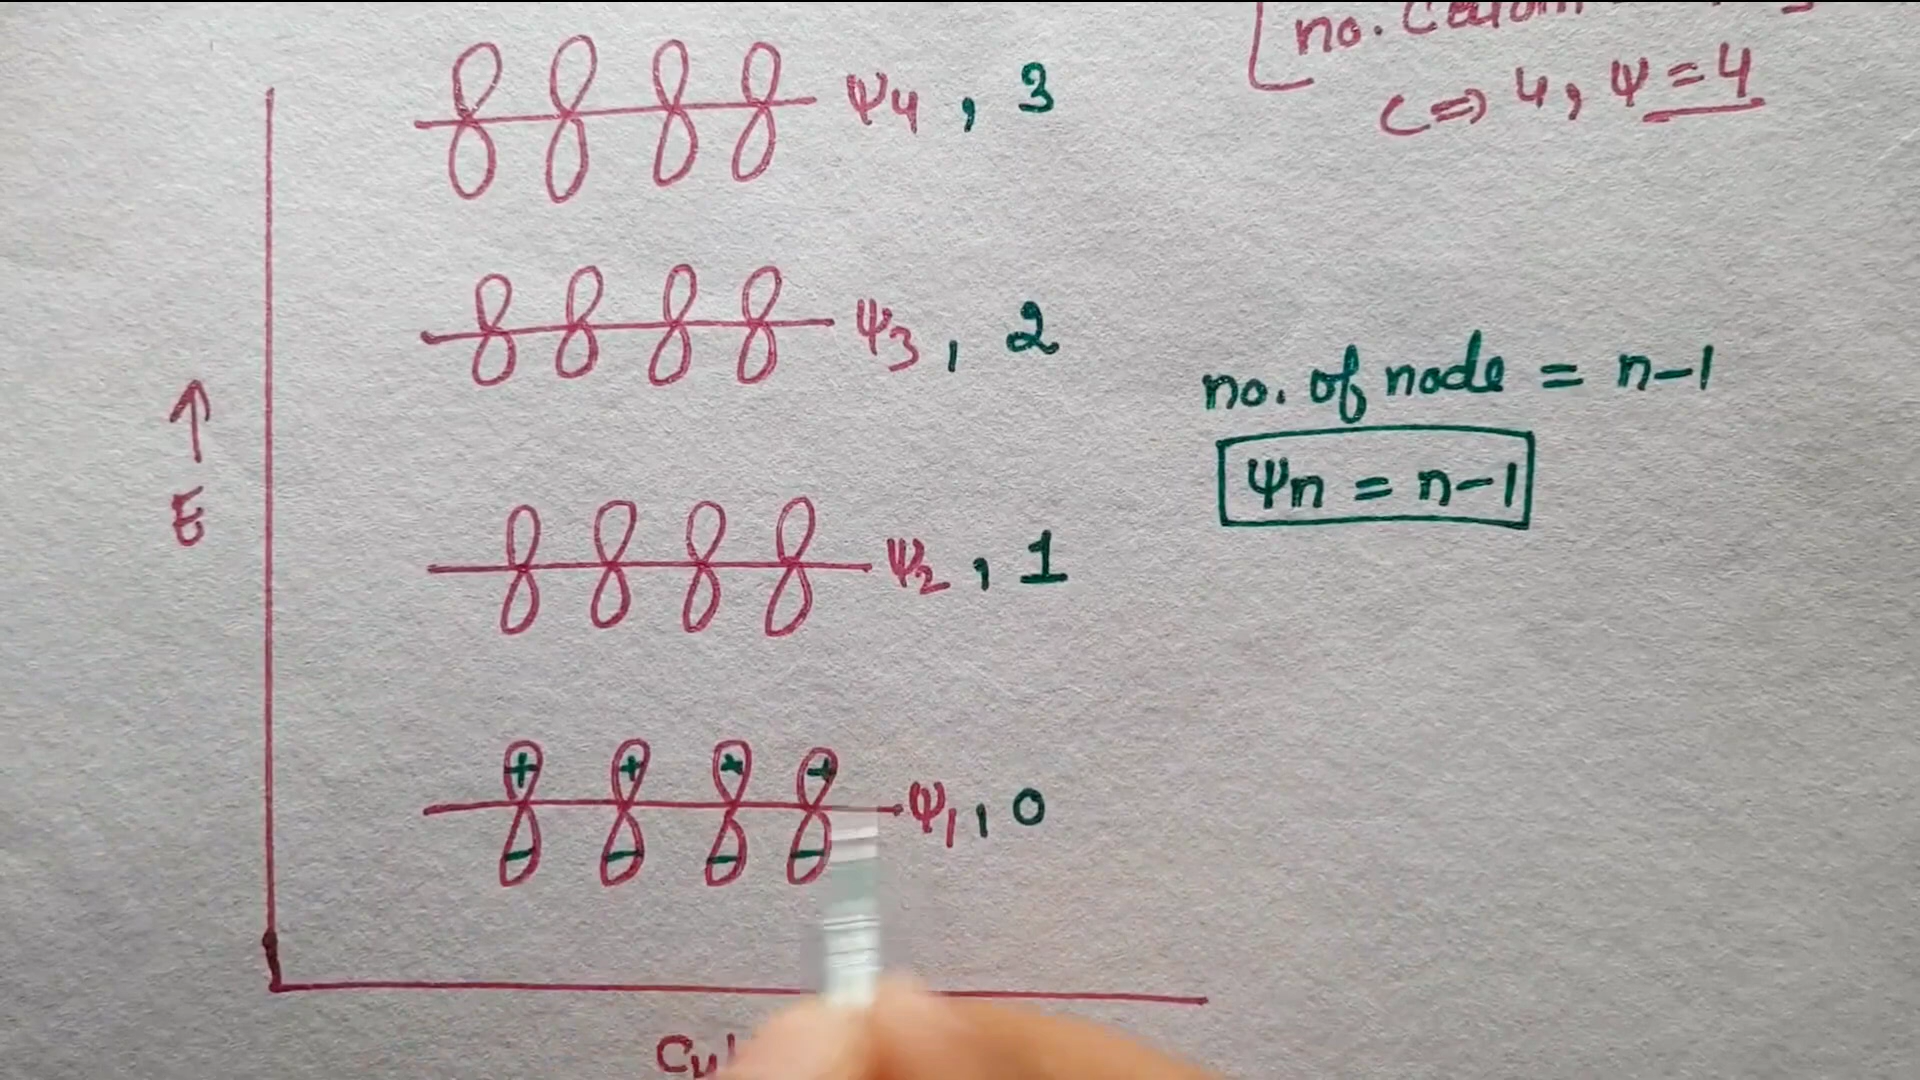 no.
C => 4, Ψ = 4
Ψ4, 3
Ψ3, 2
no. of node = n-1
Ψn = n-1
↑
E
Ψ2, 1
+ + + +
Ψ1, 0
- - - -